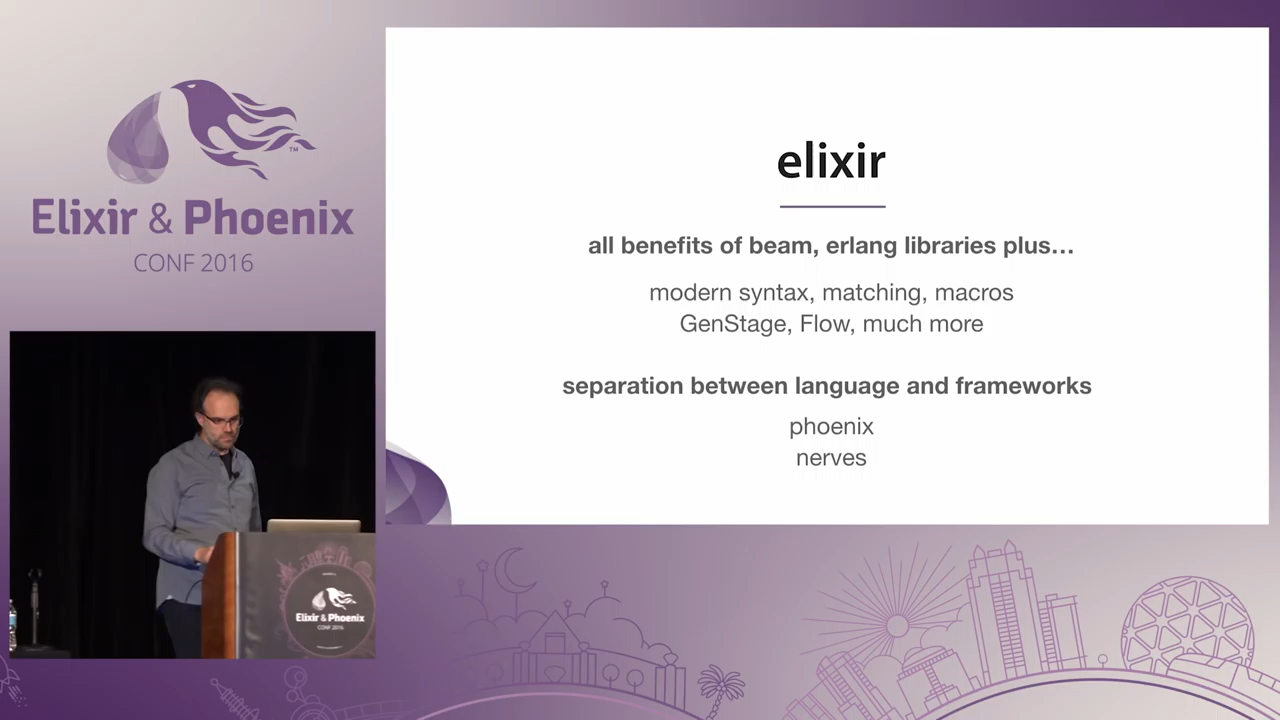 Elixir & Phoenix
CONF 2016
elixir
all benefits of beam, erlang libraries plus…
modern syntax, matching, macros
GenStage, Flow, much more
separation between language and frameworks
phoenix
nerves
Elixir & Phoenix
CONF 2016